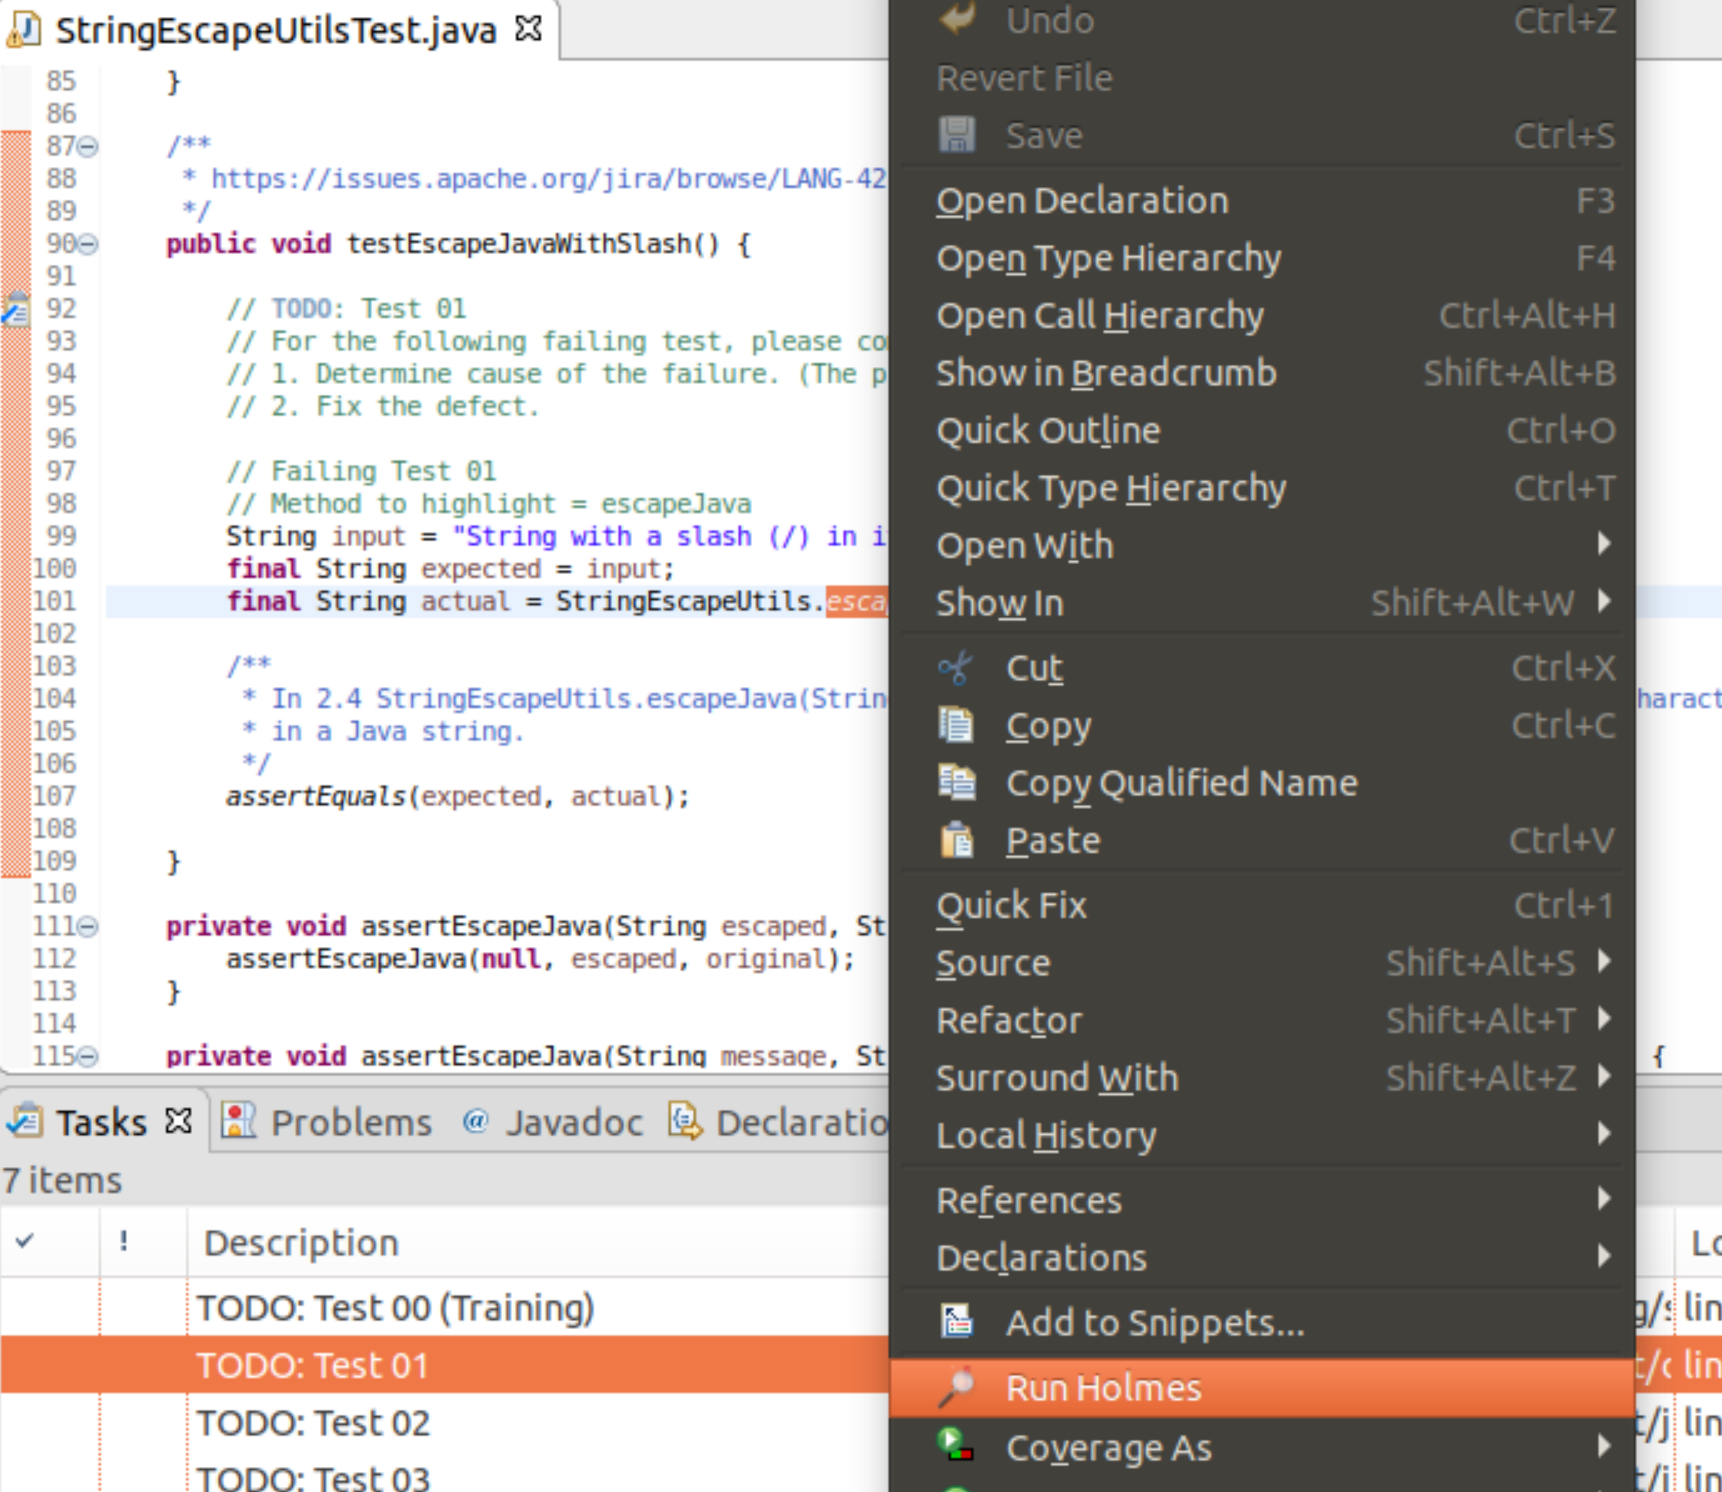 StringEscapeUtilsTest.java
85 }
86
87 /**
88 * https://issues.apache.org/jira/browse/LANG-42
89 */
90 public void testEscapeJavaWithSlash() {
91
92 // TODO: Test 01
93 // For the following failing test, please
94 // 1. Determine cause of the failure. (The
95 // 2. Fix the defect.
96
97 // Failing Test 01
98 // Method to highlight = escapeJava
99 String input = "String with a slash (/) in
100 final String expected = input;
101 final String actual = StringEscapeUtils.esca
102
103 /**
104 * In 2.4 StringEscapeUtils.escapeJava(Strin haract
105 * in a Java string.
106 */
107 assertEquals(expected, actual);
108
109 }
110
111 private void assertEscapeJava(String escaped, St
112 assertEscapeJava(null, escaped, original);
113 }
114
115 private void assertEscapeJava(String message, St {
Undo Ctrl+Z
Revert File
Save Ctrl+S
Open Declaration F3
Open Type Hierarchy F4
Open Call Hierarchy Ctrl+Alt+H
Show in Breadcrumb Shift+Alt+B
Quick Outline Ctrl+O
Quick Type Hierarchy Ctrl+T
Open With
Show In Shift+Alt+W
Cut Ctrl+X
Copy Ctrl+C
Copy Qualified Name
Paste Ctrl+V
Quick Fix Ctrl+1
Source Shift+Alt+S
Refactor Shift+Alt+T
Surround With Shift+Alt+Z
Local History
References
Declarations
Add to Snippets...
Run Holmes
Coverage As
Tasks Problems @ Javadoc Declaratio
7 items
! Description Lo
TODO: Test 00 (Training) lin
TODO: Test 01 lin
TODO: Test 02 lin
TODO: Test 03 lin